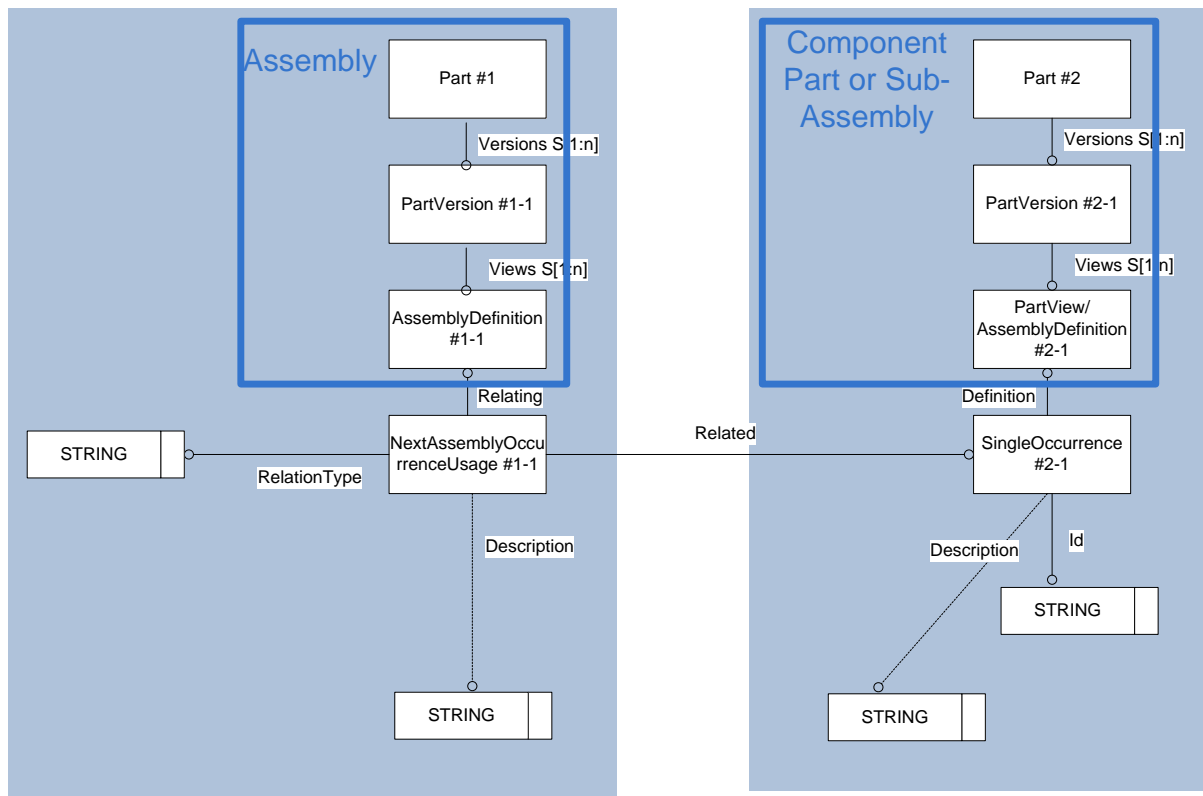 Assembly
Part #1
Versions S[1:n]
PartVersion #1-1
Views S[1:n]
AssemblyDefinition
#1-1
Relating
NextAssemblyOccu
rrenceUsage #1-1
STRING
RelationType
Description
STRING
Related
Component
Part or Sub-
Assembly
Part #2
Versions S[1:n]
PartVersion #2-1
Views S[1:n]
PartView/
AssemblyDefinition
#2-1
Definition
SingleOccurrence
#2-1
Description
Id
STRING
STRING